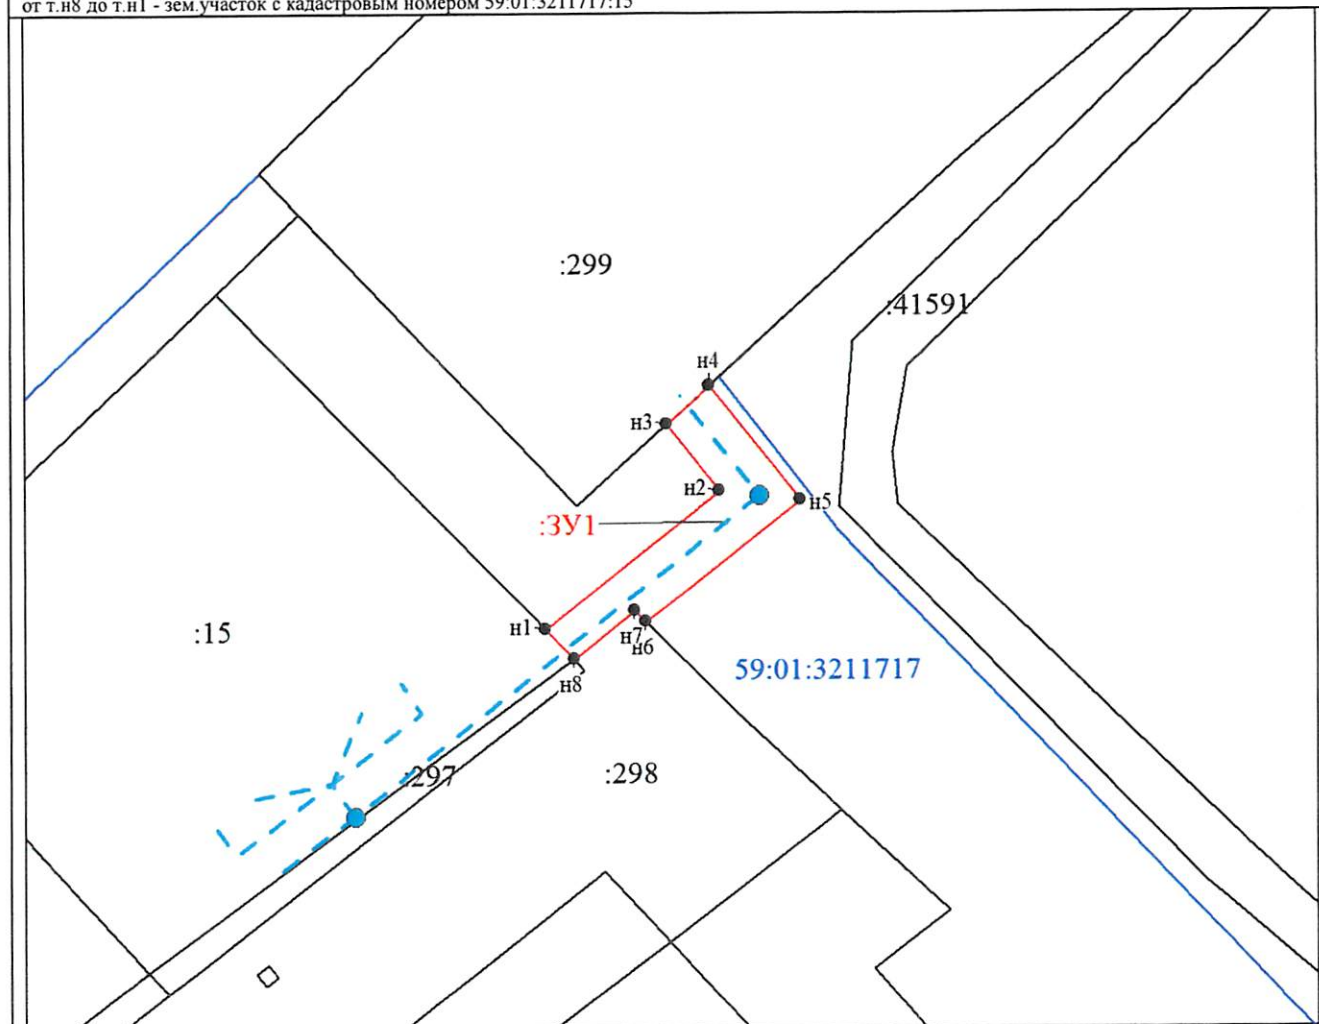 от т.н8 до т.н1 - зем.участок с кадастровым номером 59:01:3211717:15
:299
:41591
н4
н3
н2
н5
:ЗУ1
н1
н7
н6
:15
н8
59:01:3211717
:297
:298